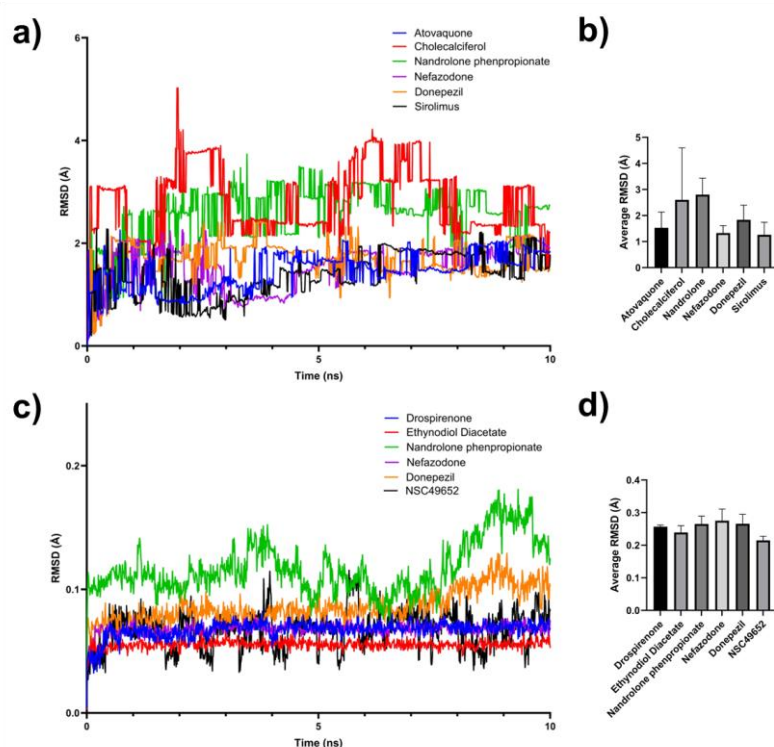 a)
Atovaquone
Cholecalciferol
Nandrolone phenpropionate
Nefazodone
Donepezil
Sirolimus
RMSD (Å)
6
4
2
0
0
5
10
Time (ns)
b)
Average RMSD (Å)
5
4
3
2
1
0
Atovaquone
Cholecalciferol
Nandrolone
Nefazodone
Donepezil
Sirolimus
c)
Drospirenone
Ethynodiol Diacetate
Nandrolone phenpropionate
Nefazodone
Donepezil
NSC49652
RMSD (Å)
0.2
0.1
0.0
0
5
10
Time (ns)
d)
Average RMSD (Å)
0.4
0.3
0.2
0.1
0.0
Drospirenone
Ethynodiol Diacetate
Nandrolone phenpropionate
Nefazodone
Donepezil
NSC49652